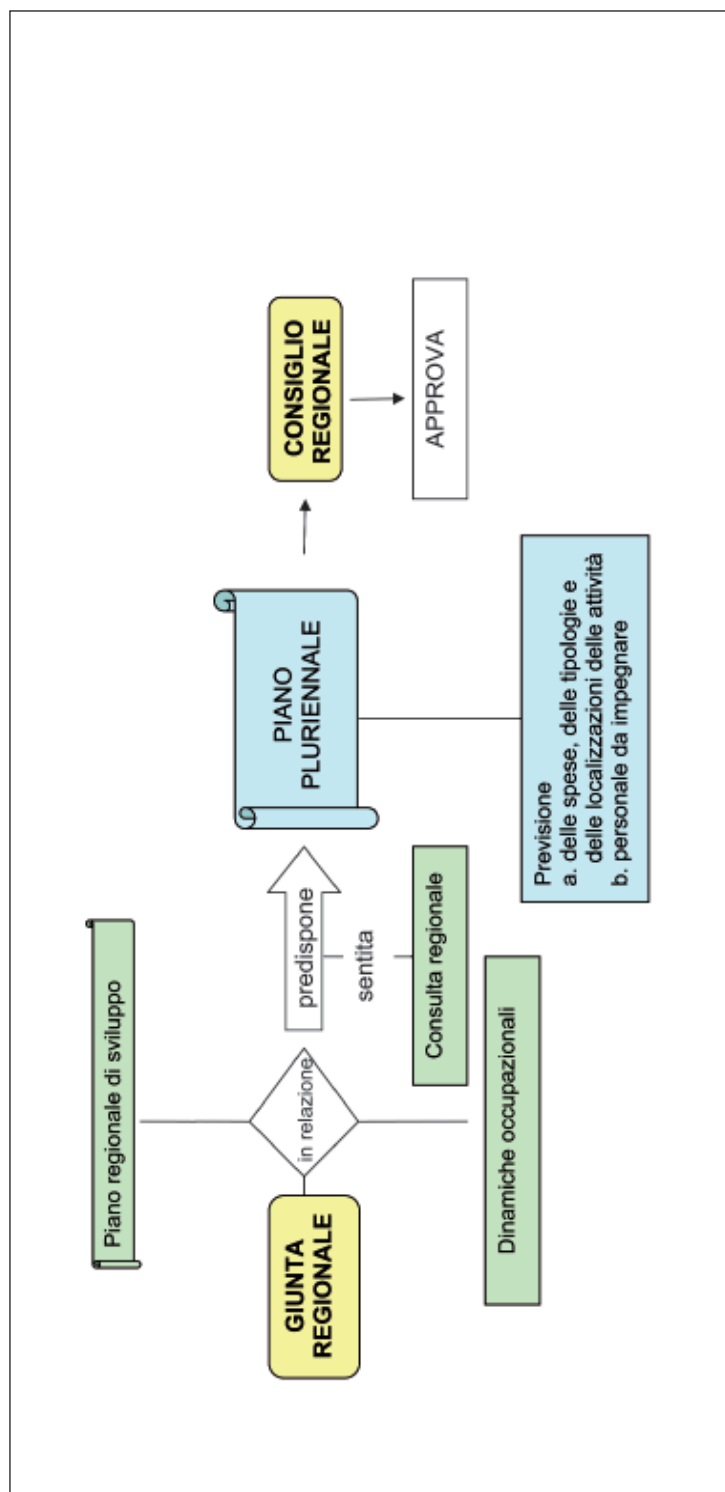 Piano regionale di sviluppo
GIUNTA
REGIONALE
in relazione
Dinamiche occupazionali
predispone
sentita
Consulta regionale
PIANO
PLURIENNALE
Previsione
a. delle spese, delle tipologie e
delle localizzazioni delle attività
b. personale da impegnare
CONSIGLIO
REGIONALE
APPROVA